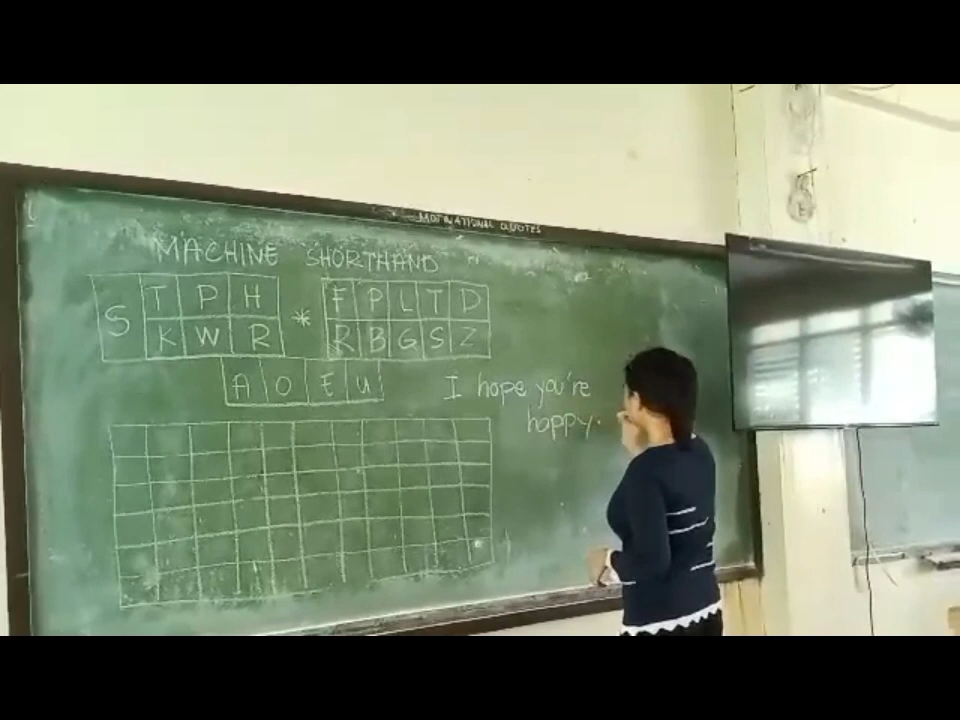 MOTIVATIONAL QUOTES
MACHINE SHORTHAND
S T P H * F P L T D
K W R R B G S Z
A O E U
I hope you're
happy.